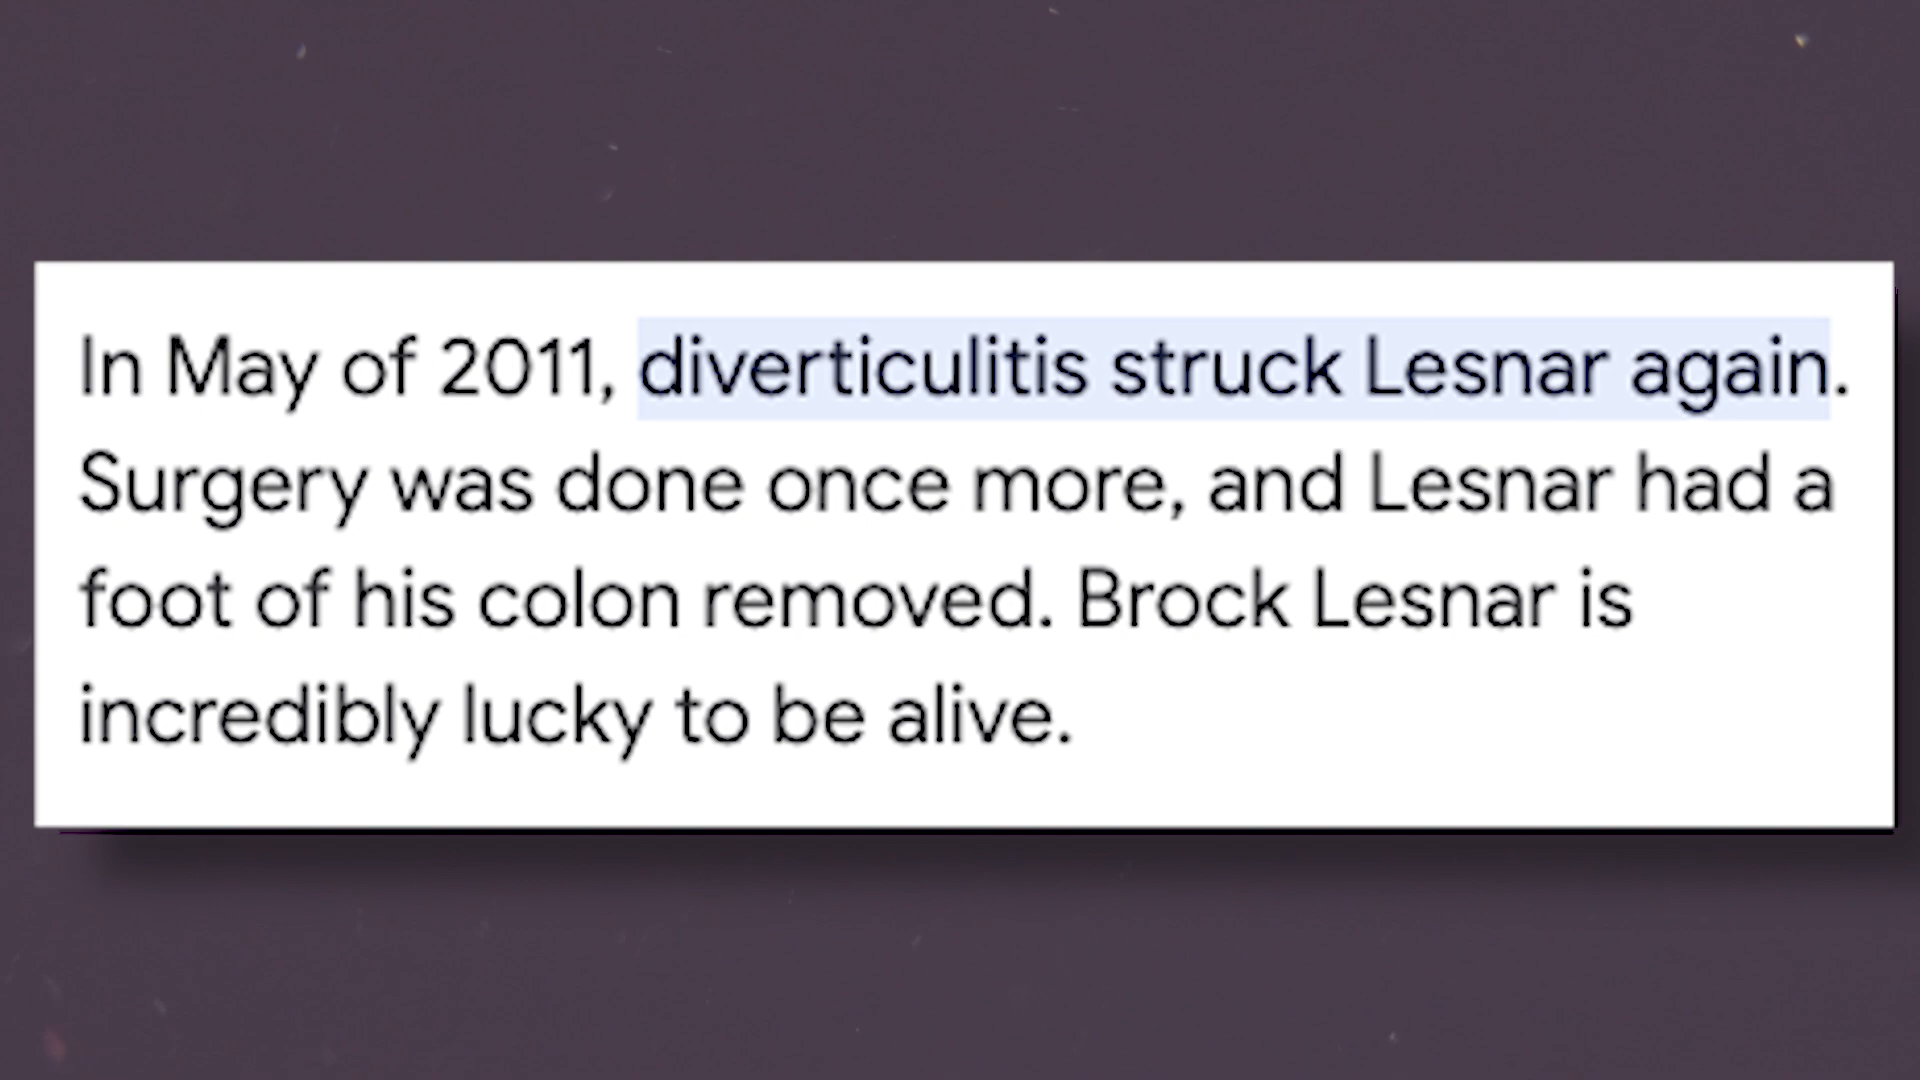 In May of 2011, diverticulitis struck Lesnar again.
Surgery was done once more, and Lesnar had a
foot of his colon removed. Brock Lesnar is
incredibly lucky to be alive.